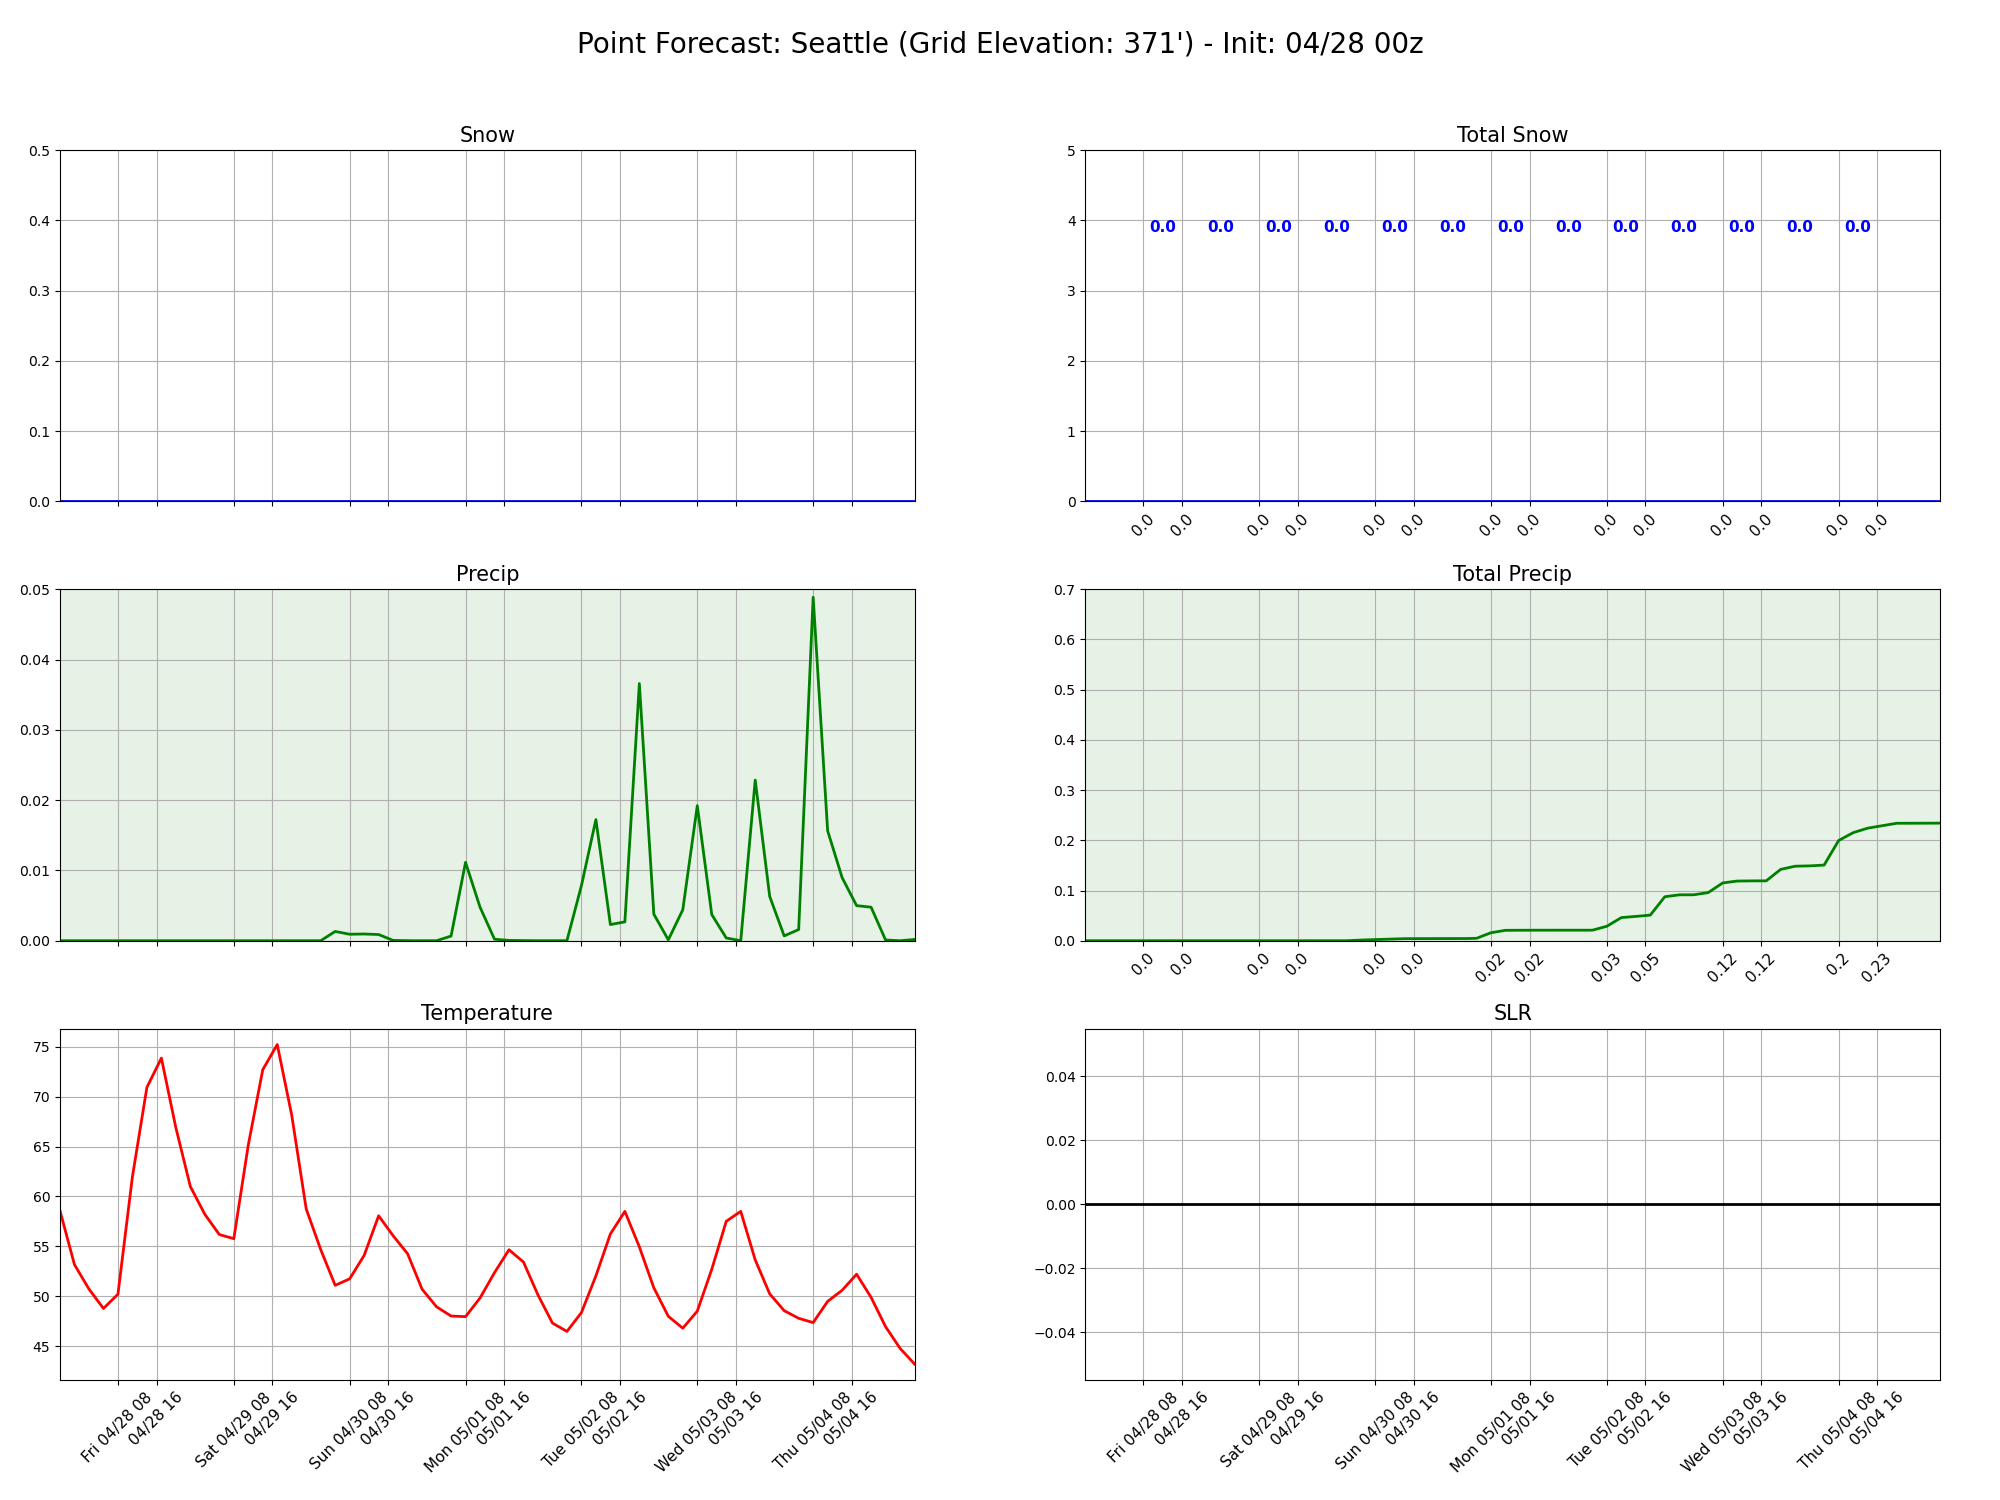 Point Forecast: Seattle (Grid Elevation: 371') - Init: 04/28 00z
Snow
0.5
0.4
0.3
0.2
0.1
0.0
Total Snow
5
4
3
2
1
0
0.0 0.0 0.0 0.0 0.0 0.0 0.0 0.0 0.0 0.0 0.0 0.0 0.0
0.0 0.0 0.0 0.0 0.0 0.0 0.0 0.0 0.0 0.0 0.0 0.0 0.0 0.0
Precip
0.05
0.04
0.03
0.02
0.01
0.00
Total Precip
0.7
0.6
0.5
0.4
0.3
0.2
0.1
0.0
0.0 0.0 0.0 0.0 0.0 0.0 0.02 0.02 0.03 0.05 0.12 0.12 0.2 0.23
Temperature
75
70
65
60
55
50
45
Fri 04/28 08
04/28 16
Sat 04/29 08
04/29 16
Sun 04/30 08
04/30 16
Mon 05/01 08
05/01 16
Tue 05/02 08
05/02 16
Wed 05/03 08
05/03 16
Thu 05/04 08
05/04 16
SLR
0.04
0.02
0.00
−0.02
−0.04
Fri 04/28 08
04/28 16
Sat 04/29 08
04/29 16
Sun 04/30 08
04/30 16
Mon 05/01 08
05/01 16
Tue 05/02 08
05/02 16
Wed 05/03 08
05/03 16
Thu 05/04 08
05/04 16